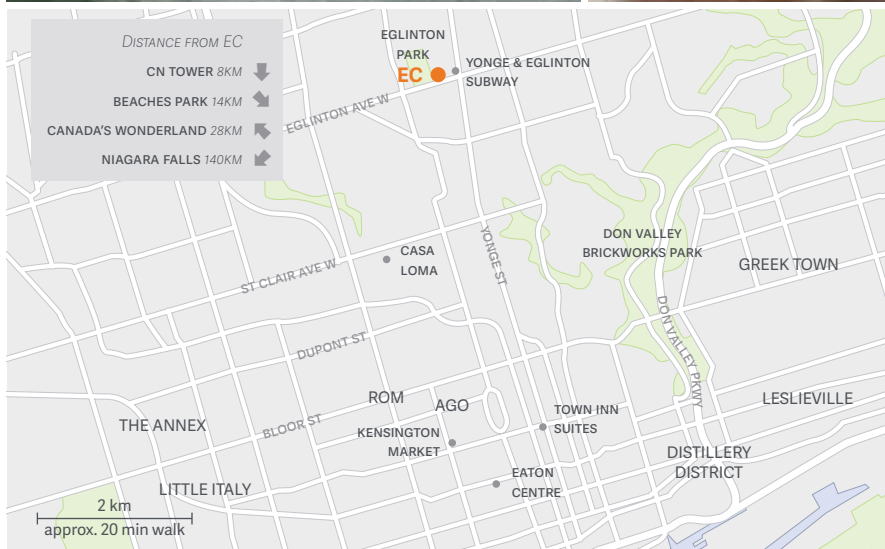 DISTANCE FROM EC
CN TOWER 8KM
BEACHES PARK 14KM
CANADA'S WONDERLAND 28KM
NIAGARA FALLS 140KM
EGLINTON
PARK
EC
YONGE & EGLINTON
SUBWAY
EGLINTON AVE W
CASA
LOMA
YONGE ST
ST CLAIR AVE W
DON VALLEY
BRICKWORKS PARK
GREEK TOWN
DON VALLEY PKWY
DUPONT ST
ROM
AGO
THE ANNEX
BLOOR ST
KENSINGTON
MARKET
TOWN INN
SUITES
LESLIEVILLE
DISTILLERY
DISTRICT
EATON
CENTRE
LITTLE ITALY
2 km
approx. 20 min walk